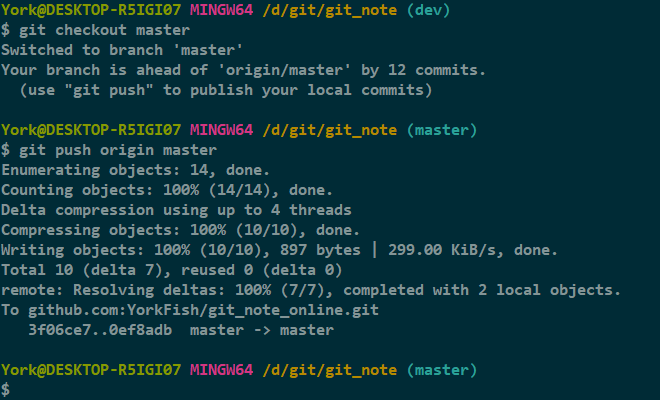 York@DESKTOP-R5IGI07 MINGW64 /d/git/git_note (dev)
$ git checkout master
Switched to branch 'master'
Your branch is ahead of 'origin/master' by 12 commits.
  (use "git push" to publish your local commits)

York@DESKTOP-R5IGI07 MINGW64 /d/git/git_note (master)
$ git push origin master
Enumerating objects: 14, done.
Counting objects: 100% (14/14), done.
Delta compression using up to 4 threads
Compressing objects: 100% (10/10), done.
Writing objects: 100% (10/10), 897 bytes | 299.00 KiB/s, done.
Total 10 (delta 7), reused 0 (delta 0)
remote: Resolving deltas: 100% (7/7), completed with 2 local objects.
To github.com:YorkFish/git_note_online.git
   3f06ce7..0ef8adb  master -> master

York@DESKTOP-R5IGI07 MINGW64 /d/git/git_note (master)
$